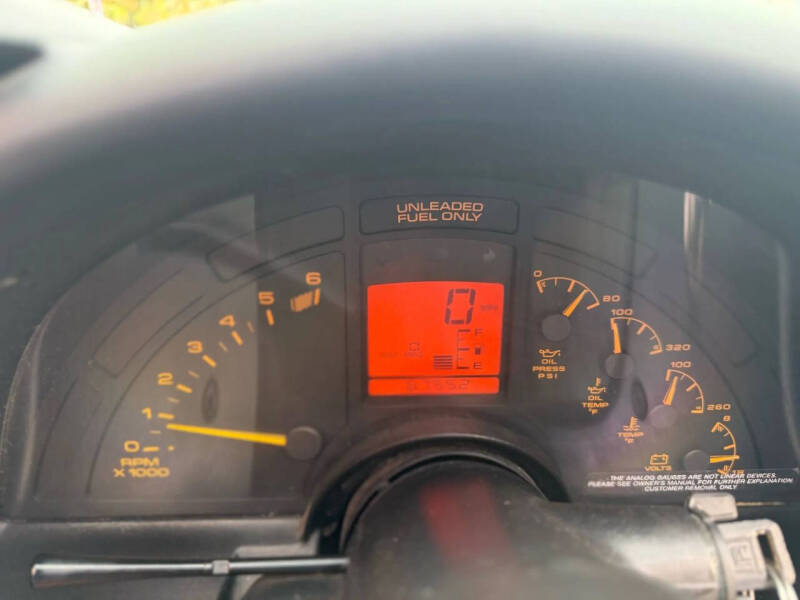 UNLEADED
FUEL ONLY
0 1 2 3 4 5 6
RPM
X 1000
0
F
E
0 80
OIL
PRESS
PSI
100 320
OIL
TEMP
°F
100 260
TEMP
°F
8
VOLTS
THE ANALOG GAUGES ARE NOT LINEAR DEVICES.
PLEASE SEE OWNER'S MANUAL FOR FURTHER EXPLANATION.
CUSTOMER REMOVAL ONLY